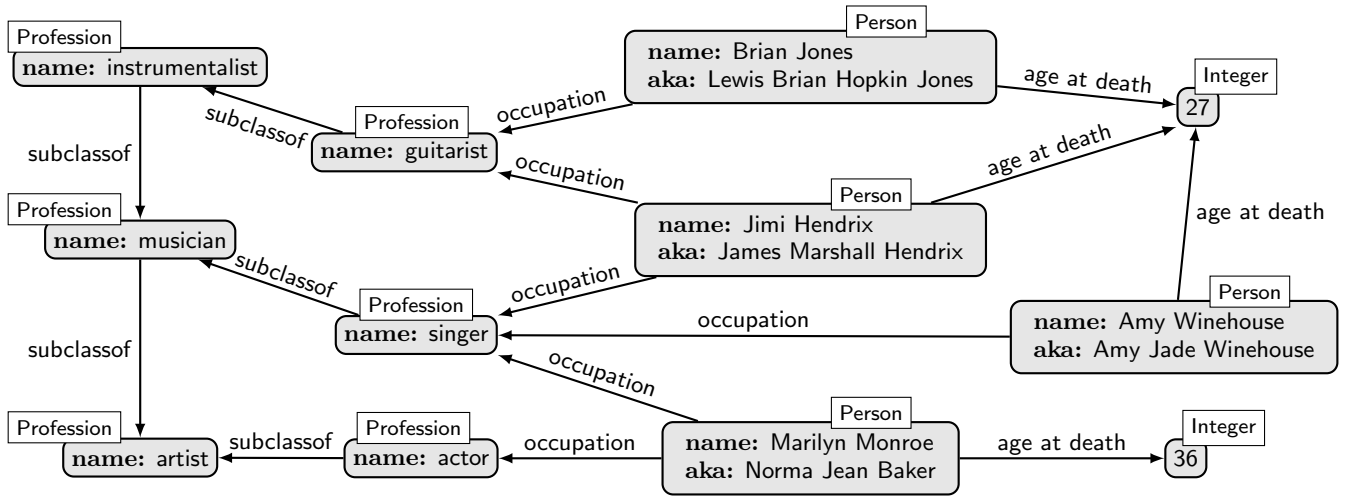 Profession
name: instrumentalist
Person
name: Brian Jones
aka: Lewis Brian Hopkin Jones
age at death
Integer
27
occupation
subclassof
Profession
name: guitarist
subclassof
occupation
age at death
Person
name: Jimi Hendrix
aka: James Marshall Hendrix
age at death
Profession
name: musician
subclassof
occupation
Profession
name: singer
occupation
Person
name: Amy Winehouse
aka: Amy Jade Winehouse
subclassof
occupation
Profession
name: artist
subclassof
Profession
name: actor
occupation
Person
name: Marilyn Monroe
aka: Norma Jean Baker
age at death
Integer
36